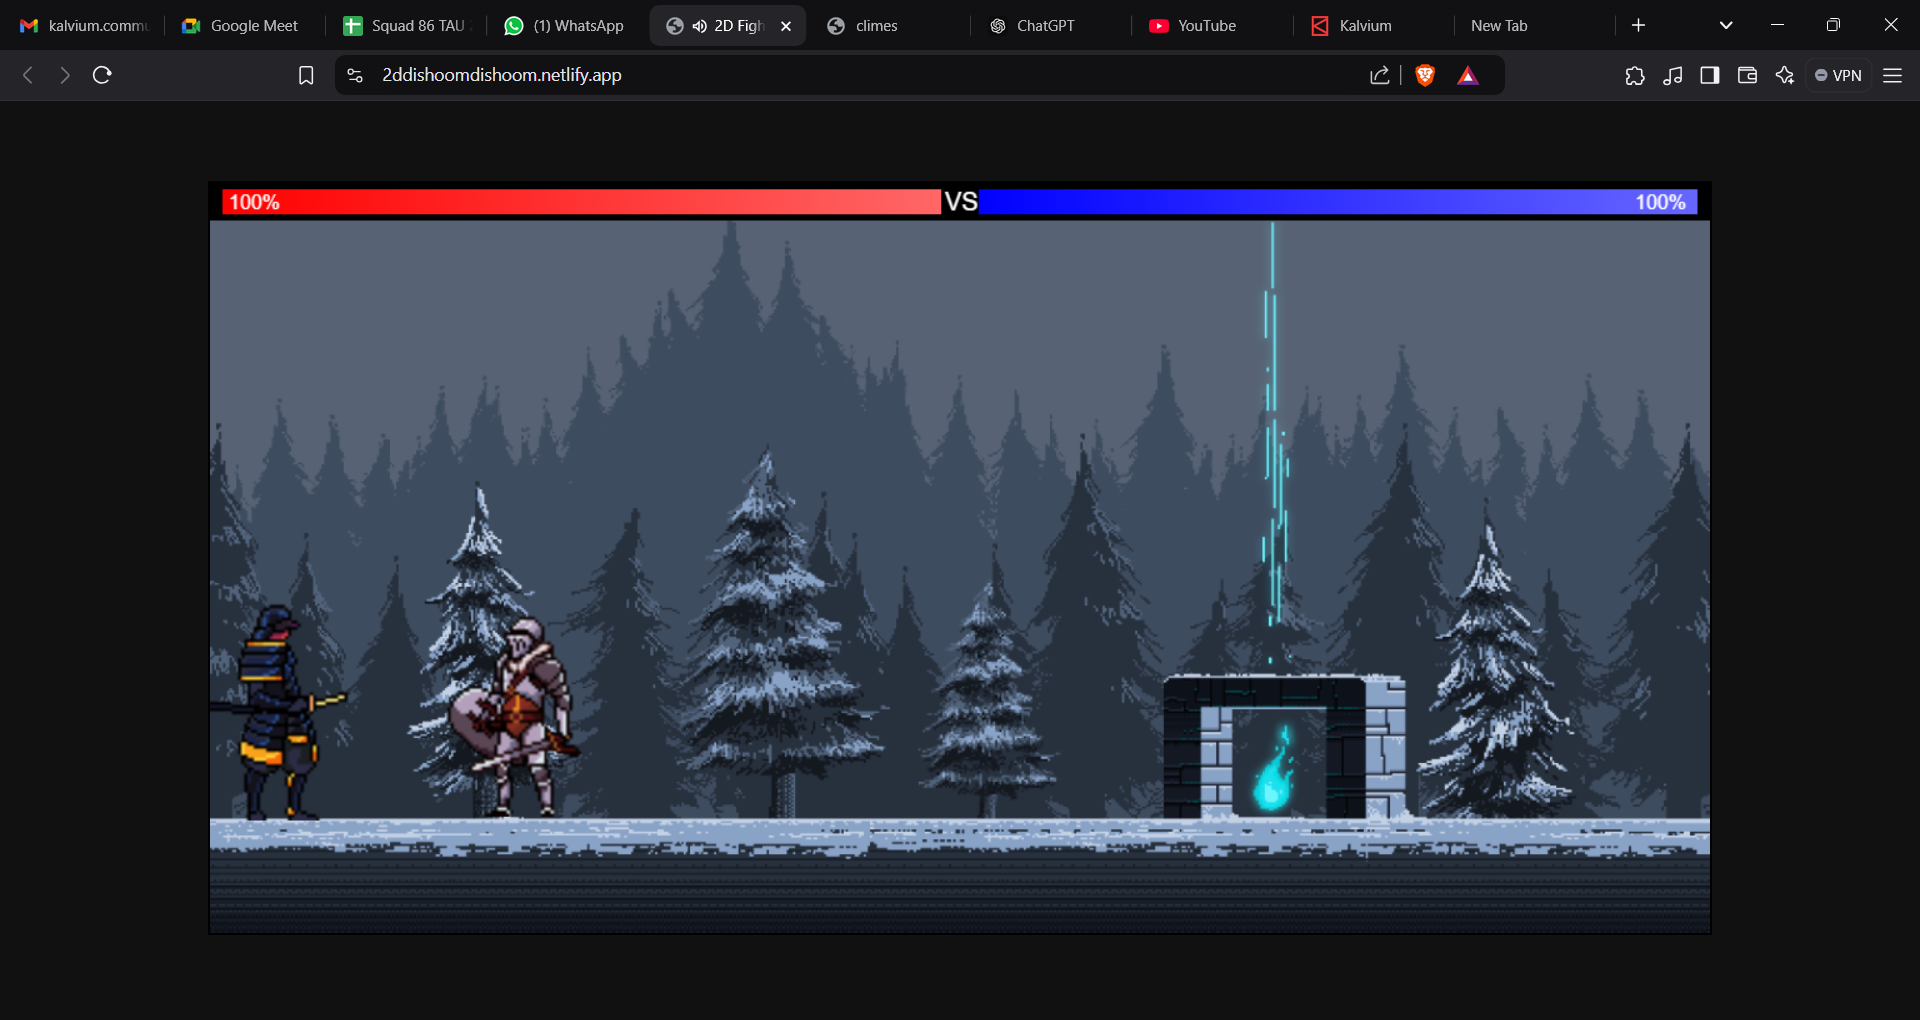 kalvium.commu
Google Meet
Squad 86 TAU
(1) WhatsApp
2D Figh
climes
ChatGPT
YouTube
Kalvium
New Tab
2ddishoomdishoom.netlify.app
VPN
100% VS 100%